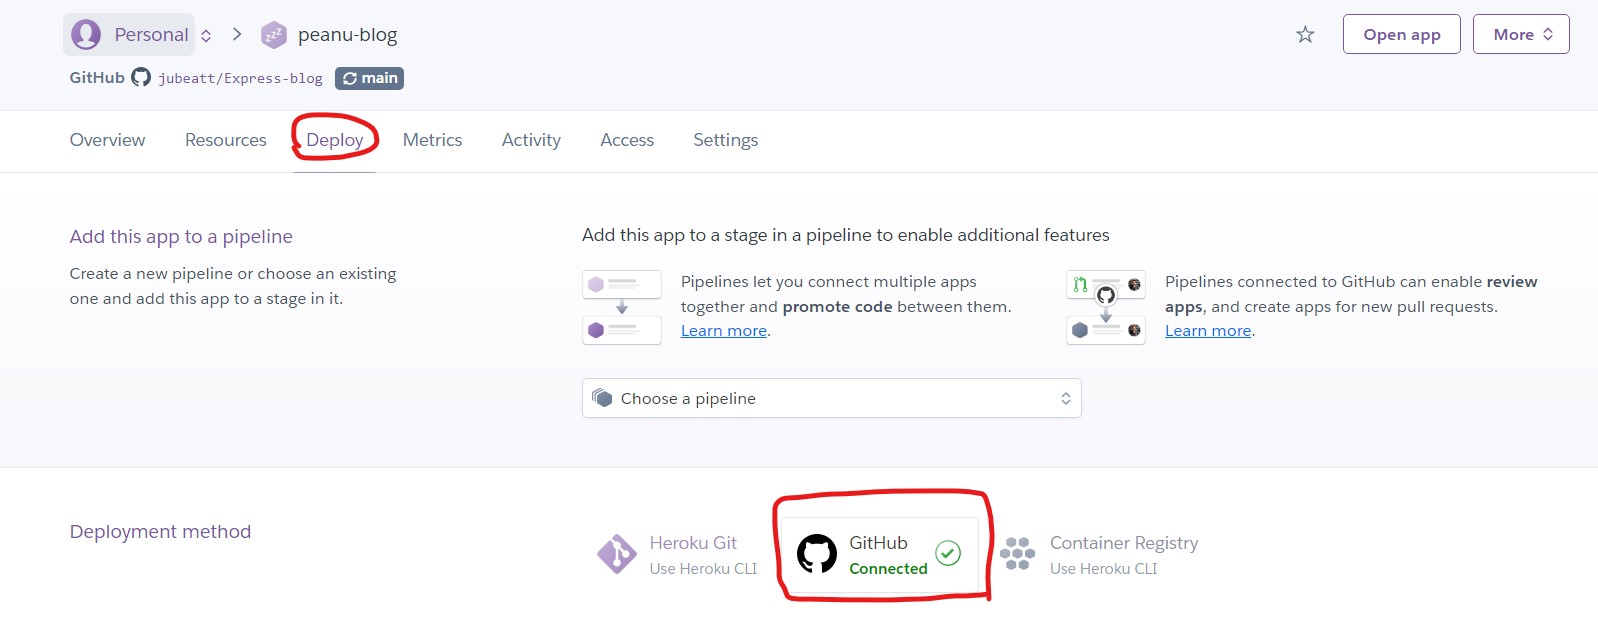 Personal > peanu-blog
Open app
More
GitHub jubeatt/Express-blog main
Overview Resources Deploy Metrics Activity Access Settings
Add this app to a pipeline
Create a new pipeline or choose an existing
one and add this app to a stage in it.
Add this app to a stage in a pipeline to enable additional features
Pipelines let you connect multiple apps
together and promote code between them.
Learn more.
Pipelines connected to GitHub can enable review
apps, and create apps for new pull requests.
Learn more.
Choose a pipeline
Deployment method
Heroku Git
Use Heroku CLI
GitHub
Connected
Container Registry
Use Heroku CLI